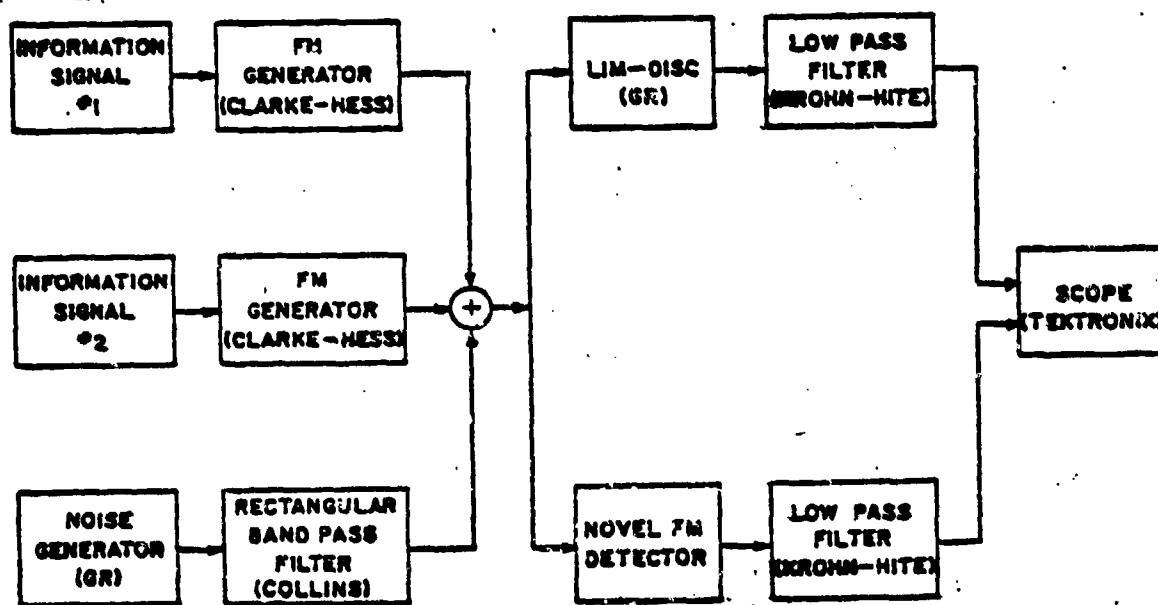 INFORMATION
SIGNAL
#1
FM
GENERATOR
(CLARKE-HESS)
LIM-DISC
(GR)
LOW PASS
FILTER
(KROHN-HITE)
INFORMATION
SIGNAL
#2
FM
GENERATOR
(CLARKE-HESS)
+
SCOPE
(TEKTRONIX)
NOISE
GENERATOR
(GR)
RECTANGULAR
BAND PASS
FILTER
(COLLINS)
NOVEL FM
DETECTOR
LOW PASS
FILTER
(KROHN-HITE)